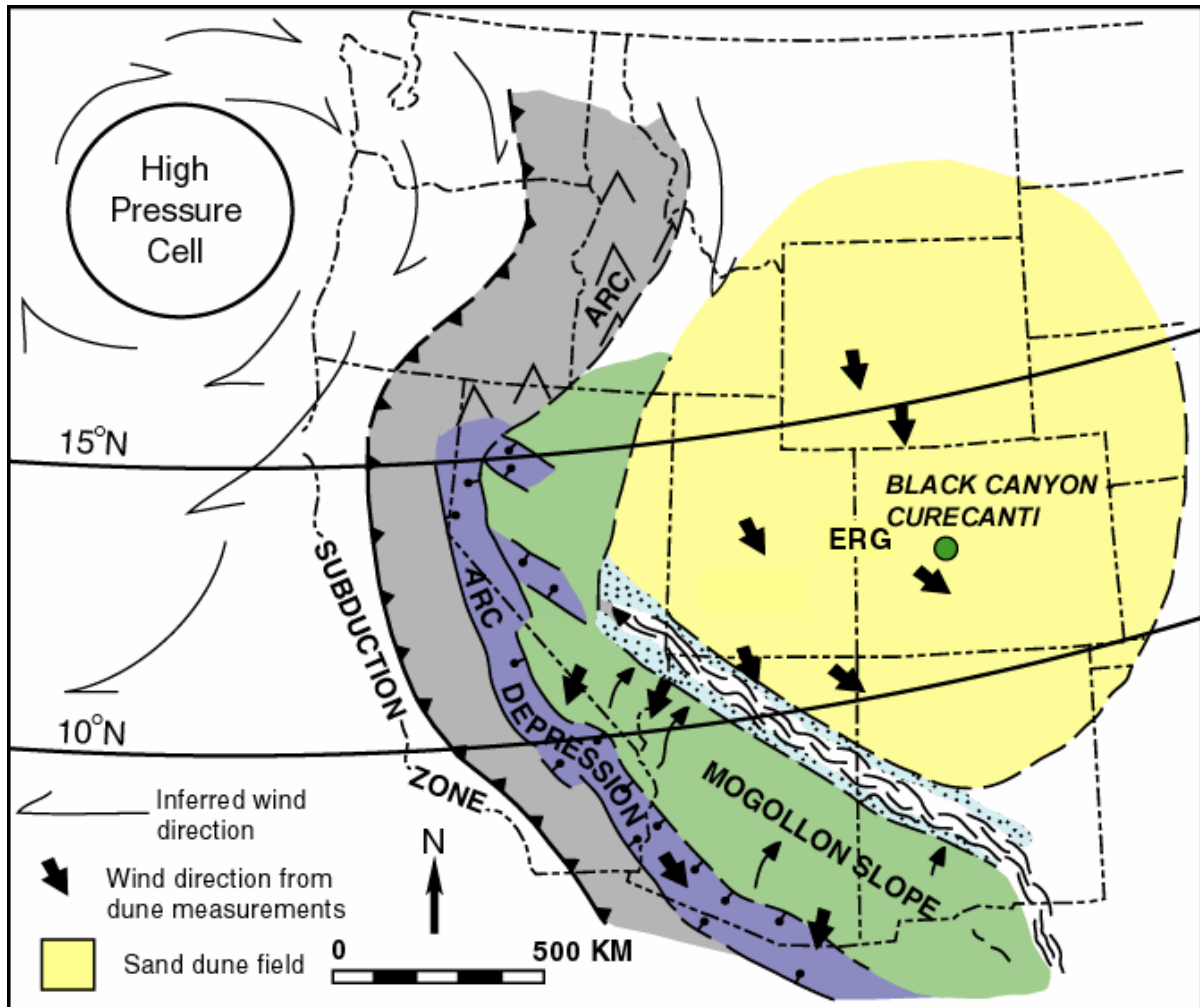 High
Pressure
Cell
ARC
15°N
BLACK CANYON
CURECANTI
ERG
SUBDUCTION
ZONE
ARC
DEPRESSION
10°N
MOGOLLON SLOPE
Inferred wind
direction
Wind direction from
dune measurements
Sand dune field
N
0 500 KM